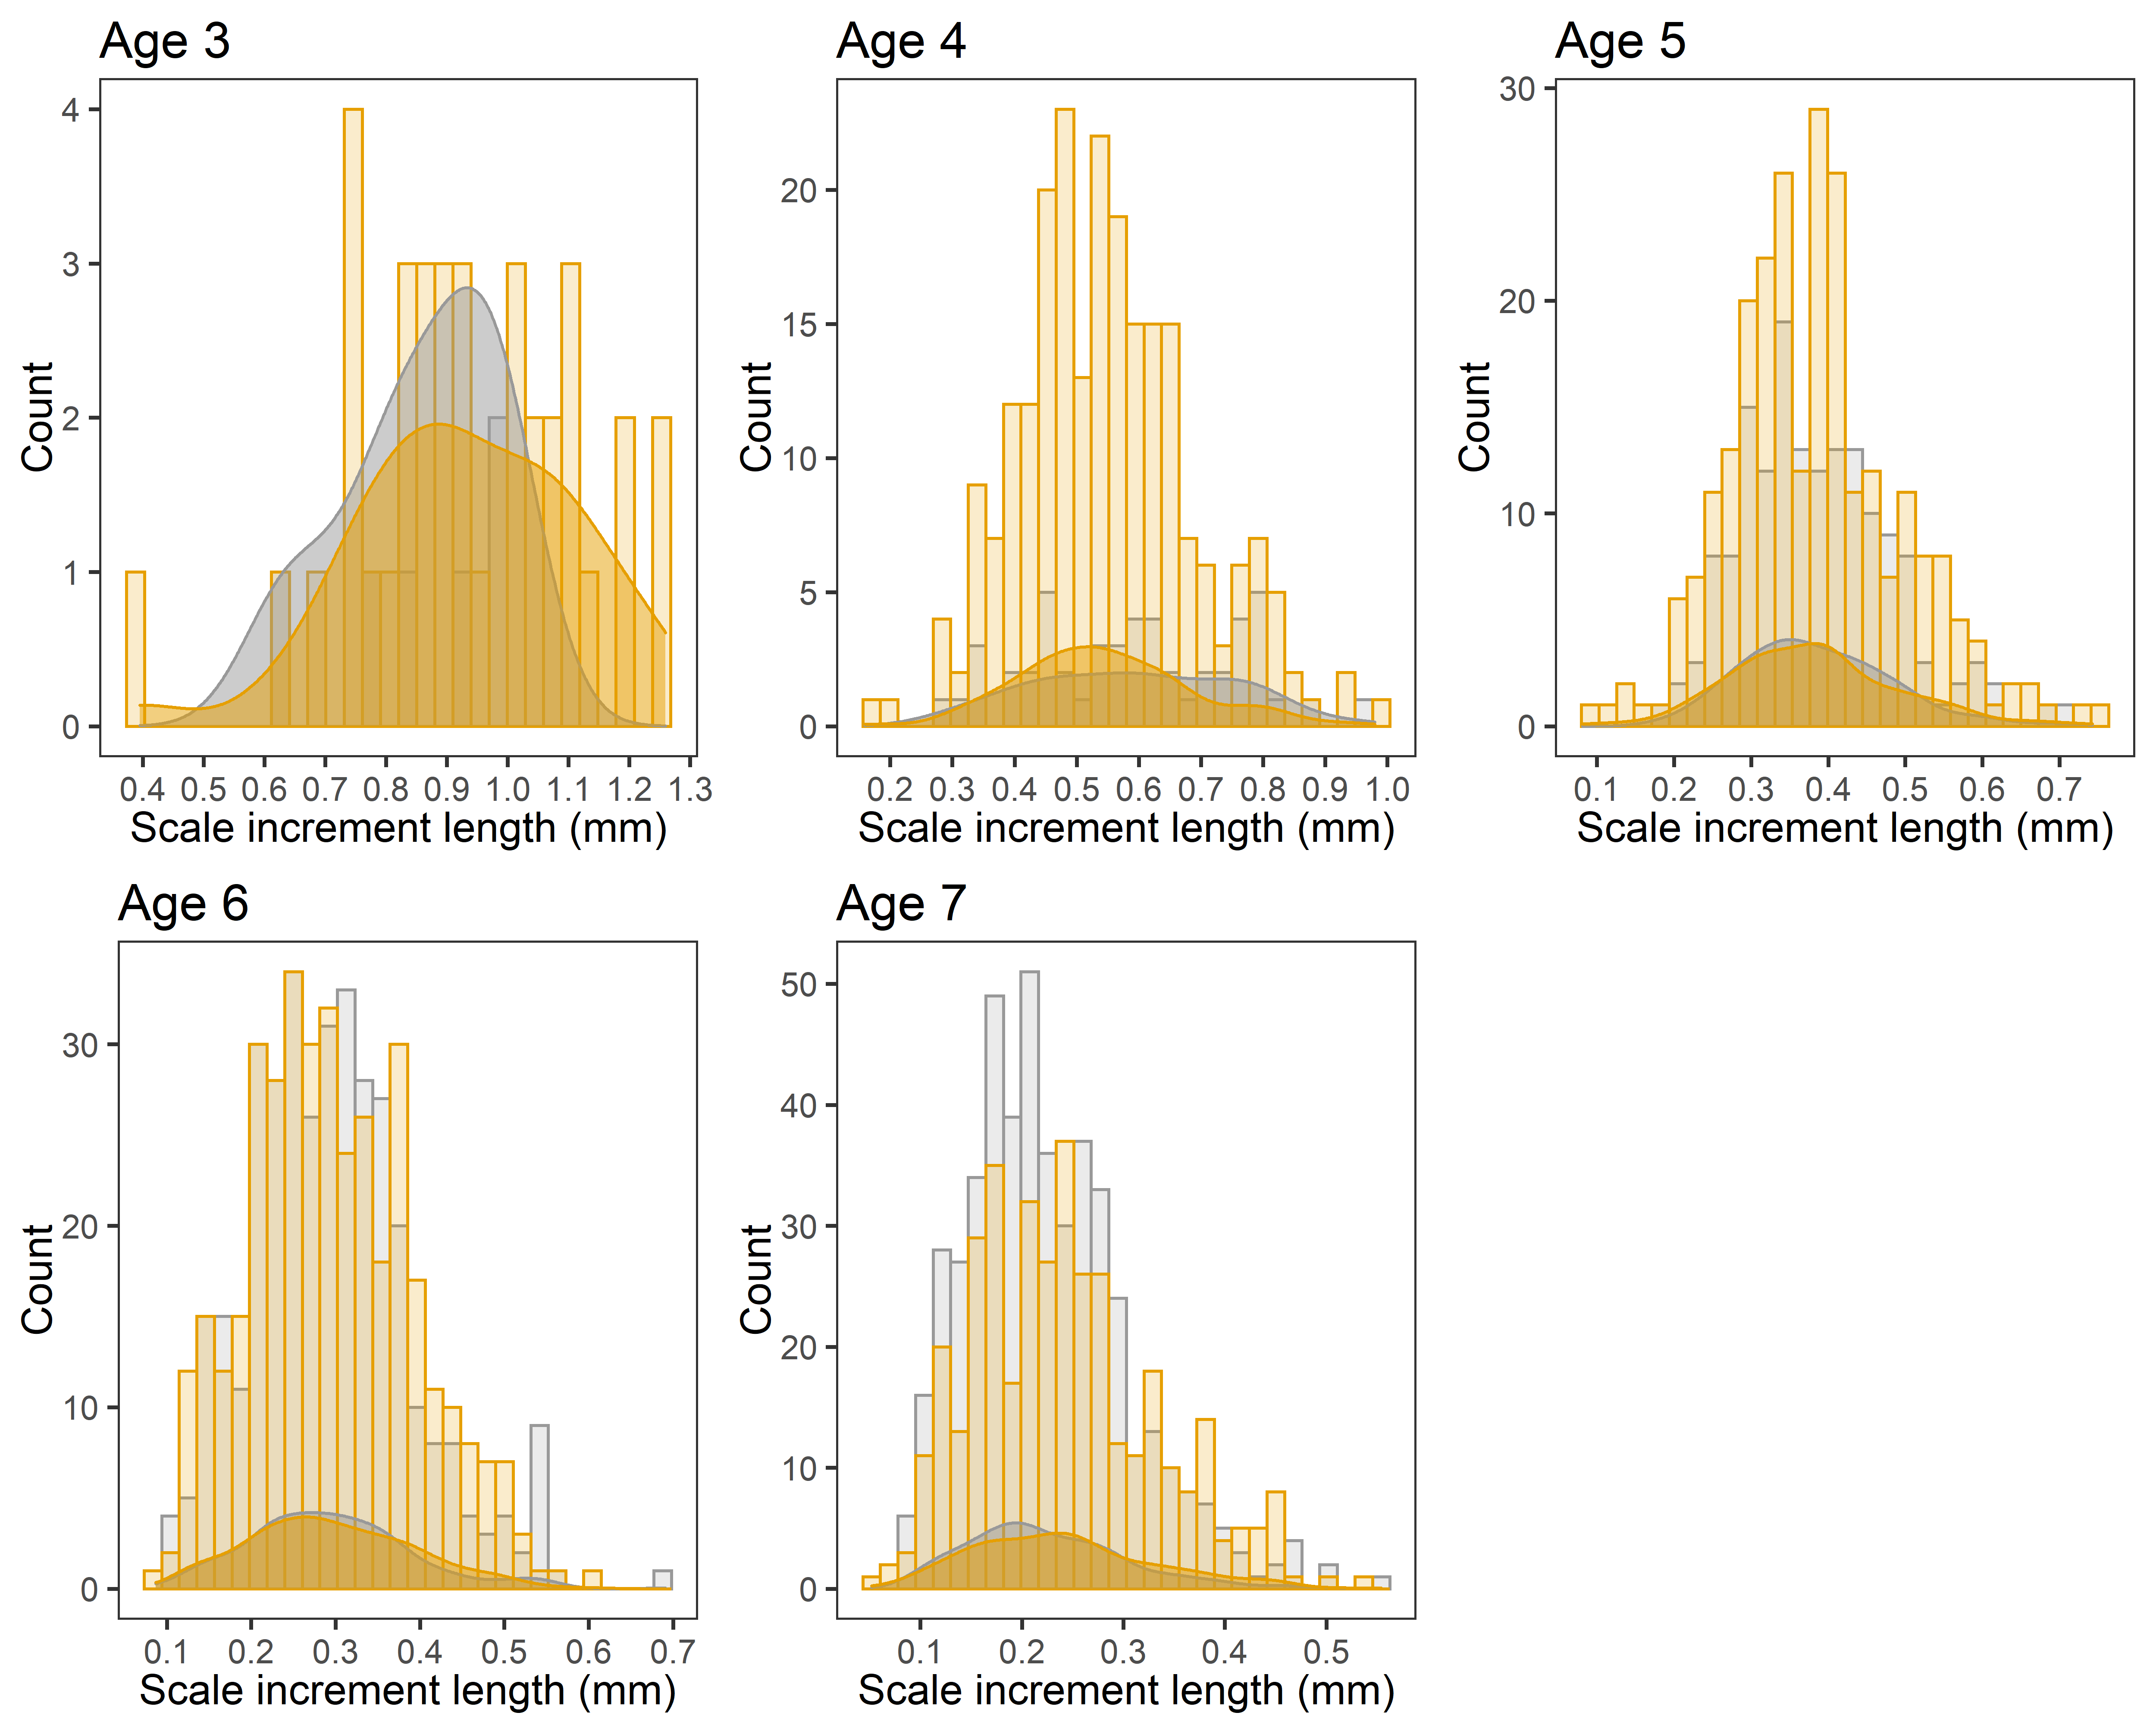 Age 3
4
3
2
1
0
Count
0.4 0.5 0.6 0.7 0.8 0.9 1.0 1.1 1.2 1.3
Scale increment length (mm)
Age 4
20
15
10
5
0
Count
0.2 0.3 0.4 0.5 0.6 0.7 0.8 0.9 1.0
Scale increment length (mm)
Age 5
30
20
10
0
Count
0.1 0.2 0.3 0.4 0.5 0.6 0.7
Scale increment length (mm)
Age 6
30
20
10
0
Count
0.1 0.2 0.3 0.4 0.5 0.6 0.7
Scale increment length (mm)
Age 7
50
40
30
20
10
0
Count
0.1 0.2 0.3 0.4 0.5
Scale increment length (mm)